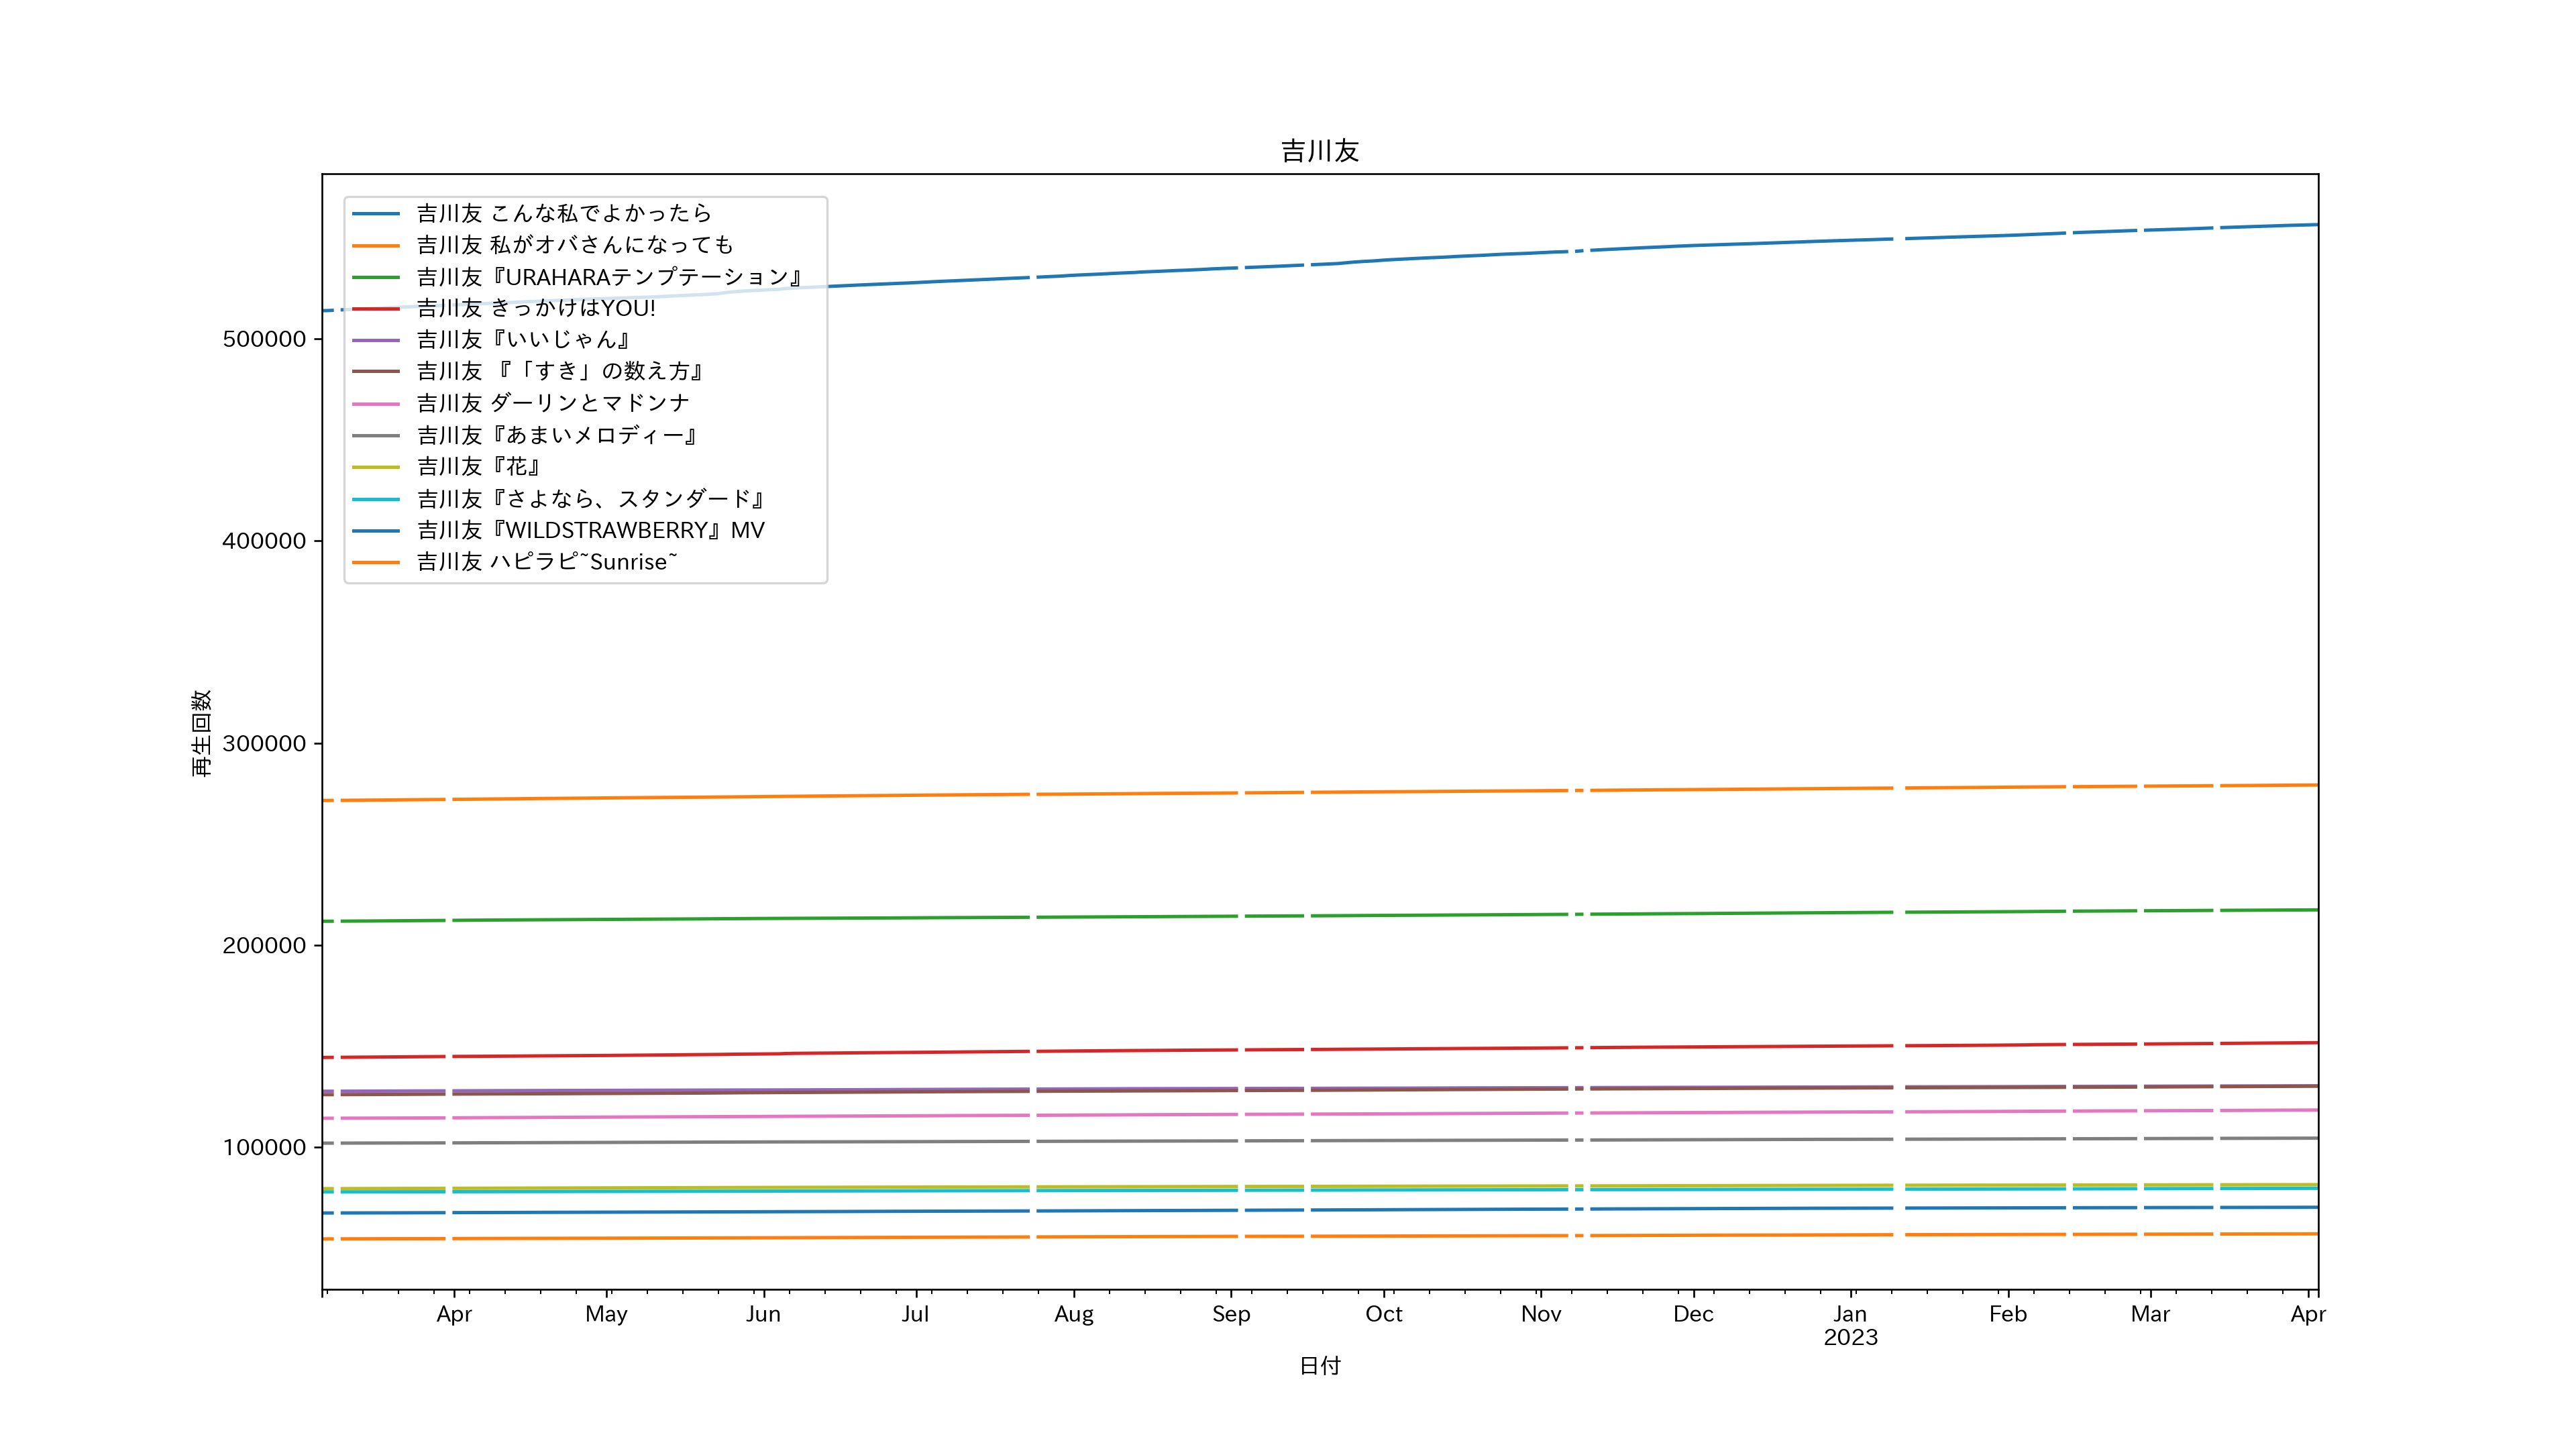 吉川友
吉川友 こんな私でよかったら
吉川友 私がオバさんになっても
吉川友『URAHARAテンプテーション』
吉川友 きっかけはYOU!
吉川友『いいじゃん』
吉川友 『「すき」の数え方』
吉川友 ダーリンとマドンナ
吉川友『あまいメロディー』
吉川友『花』
吉川友『さよなら、スタンダード』
吉川友『WILDSTRAWBERRY』MV
吉川友 ハピラピ~Sunrise~
再生回数
500000
400000
300000
200000
100000
Apr May Jun Jul Aug Sep Oct Nov Dec Jan Feb Mar Apr
2023
日付